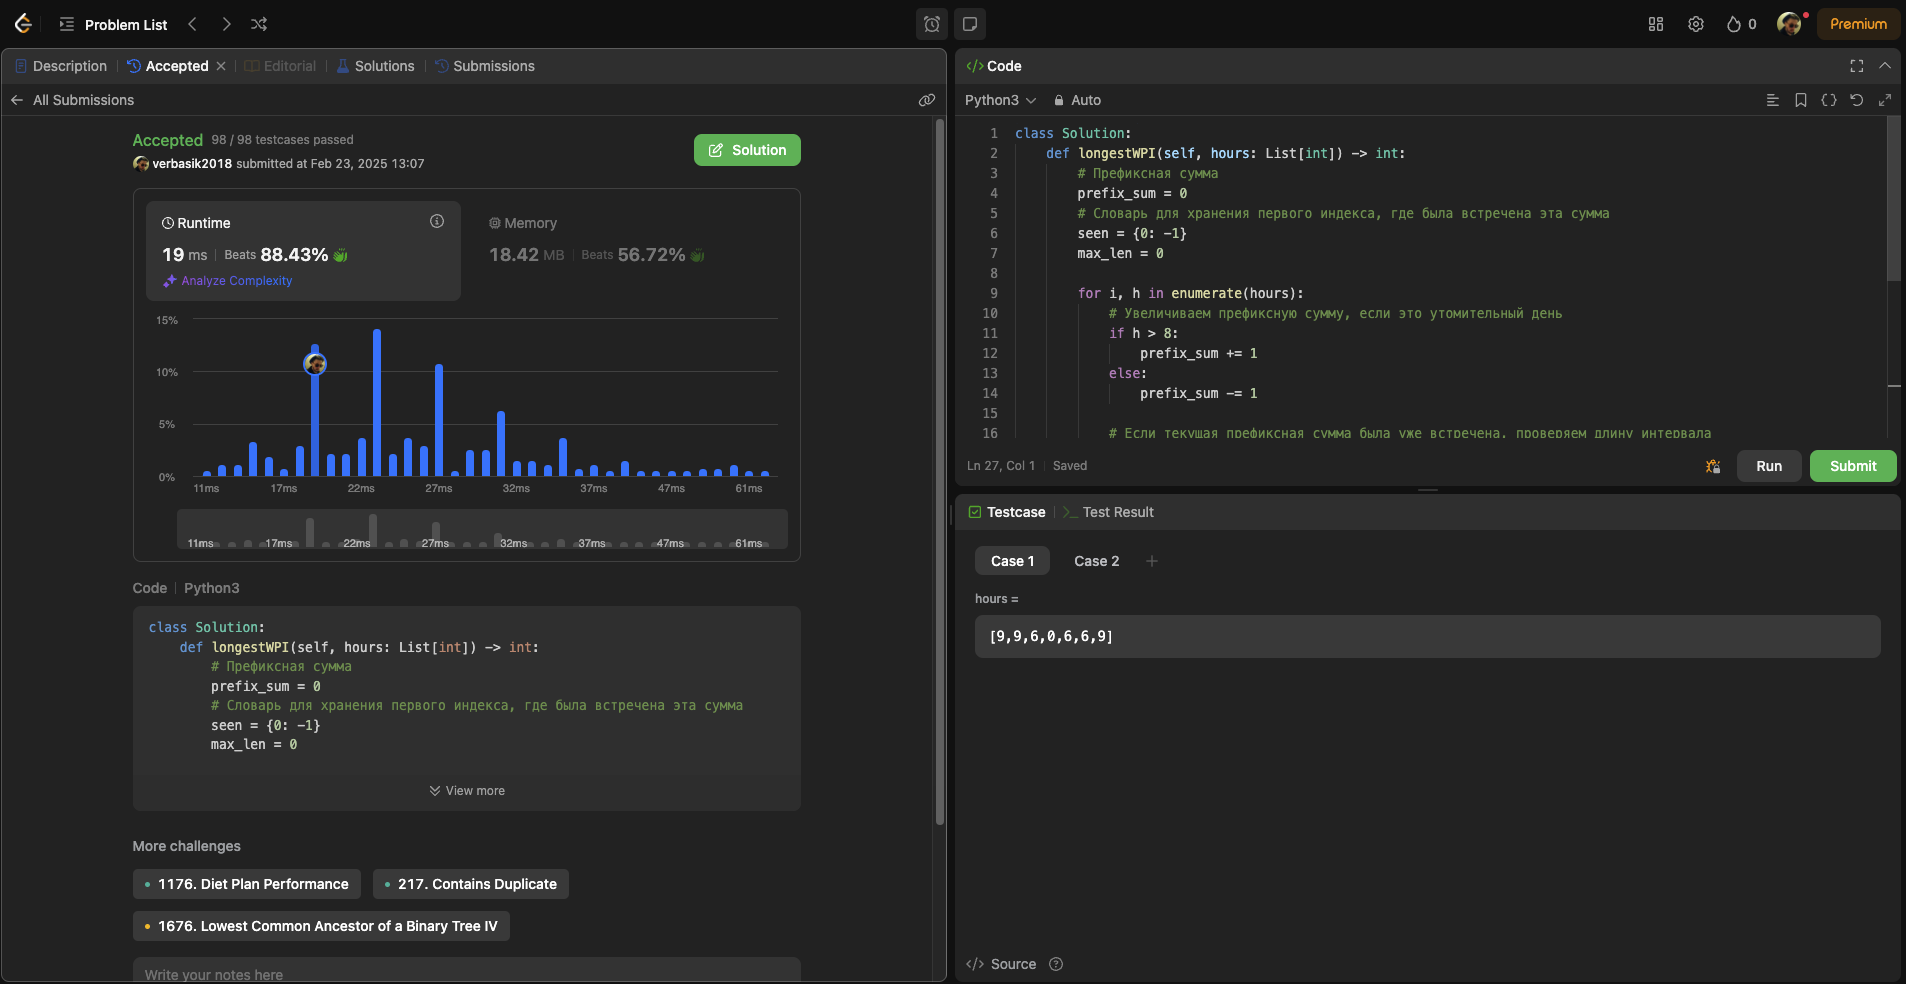 Problem List
0
Premium
Description
Accepted
Editorial
Solutions
Submissions
All Submissions
Accepted 98 / 98 testcases passed
verbasik2018 submitted at Feb 23, 2025 13:07
Solution
Runtime
19 ms | Beats 88.43%
Analyze Complexity
Memory
18.42 MB | Beats 56.72%
15%
10%
5%
0%
11ms 17ms 22ms 27ms 32ms 37ms 47ms 61ms
11ms 17ms 22ms 27ms 32ms 37ms 47ms 61ms
Code | Python3
class Solution:
    def longestWPI(self, hours: List[int]) -> int:
        # Префиксная сумма
        prefix_sum = 0
        # Словарь для хранения первого индекса, где была встречена эта сумма
        seen = {0: -1}
        max_len = 0
View more
More challenges
1176. Diet Plan Performance
217. Contains Duplicate
1676. Lowest Common Ancestor of a Binary Tree IV
Write your notes here
</> Code
Python3
Auto
1 class Solution:
2     def longestWPI(self, hours: List[int]) -> int:
3         # Префиксная сумма
4         prefix_sum = 0
5         # Словарь для хранения первого индекса, где была встречена эта сумма
6         seen = {0: -1}
7         max_len = 0
8
9         for i, h in enumerate(hours):
10             # Увеличиваем префиксную сумму, если это утомительный день
11             if h > 8:
12                 prefix_sum += 1
13             else:
14                 prefix_sum -= 1
15
16             # Если текущая префиксная сумма была уже встречена, проверяем длину интервала
Ln 27, Col 1 | Saved
Run
Submit
Testcase
>_ Test Result
Case 1
Case 2
+
hours =
[9,9,6,0,6,6,9]
</> Source